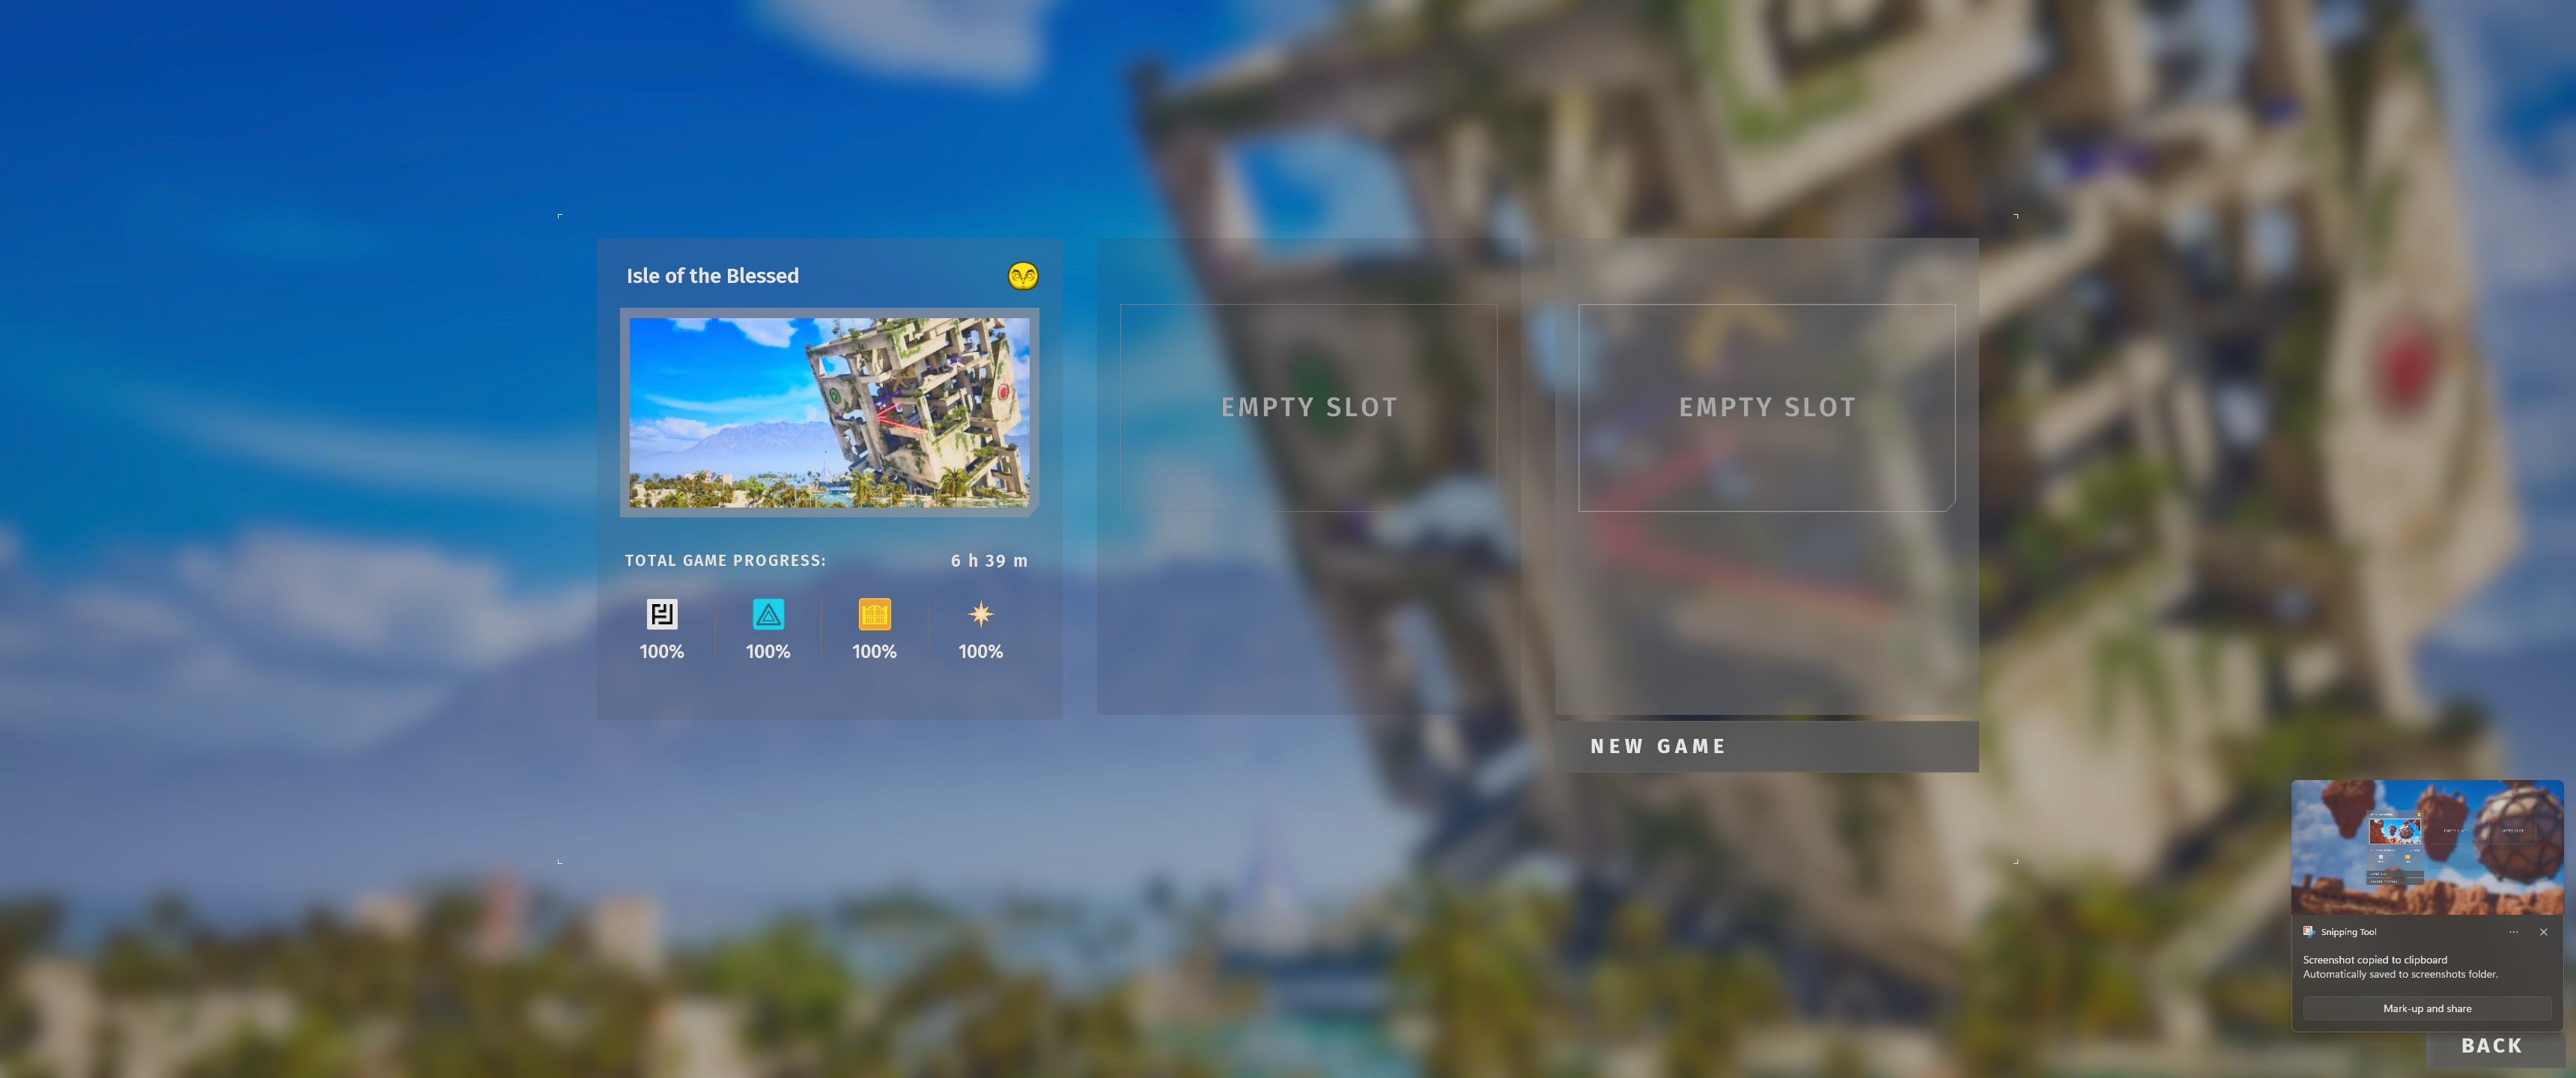 Isle of the Blessed
EMPTY SLOT
EMPTY SLOT
TOTAL GAME PROGRESS: 6 h 39 m
100% 100% 100% 100%
NEW GAME
Snipping Tool
Screenshot copied to clipboard
Automatically saved to screenshots folder.
Mark-up and share
BACK